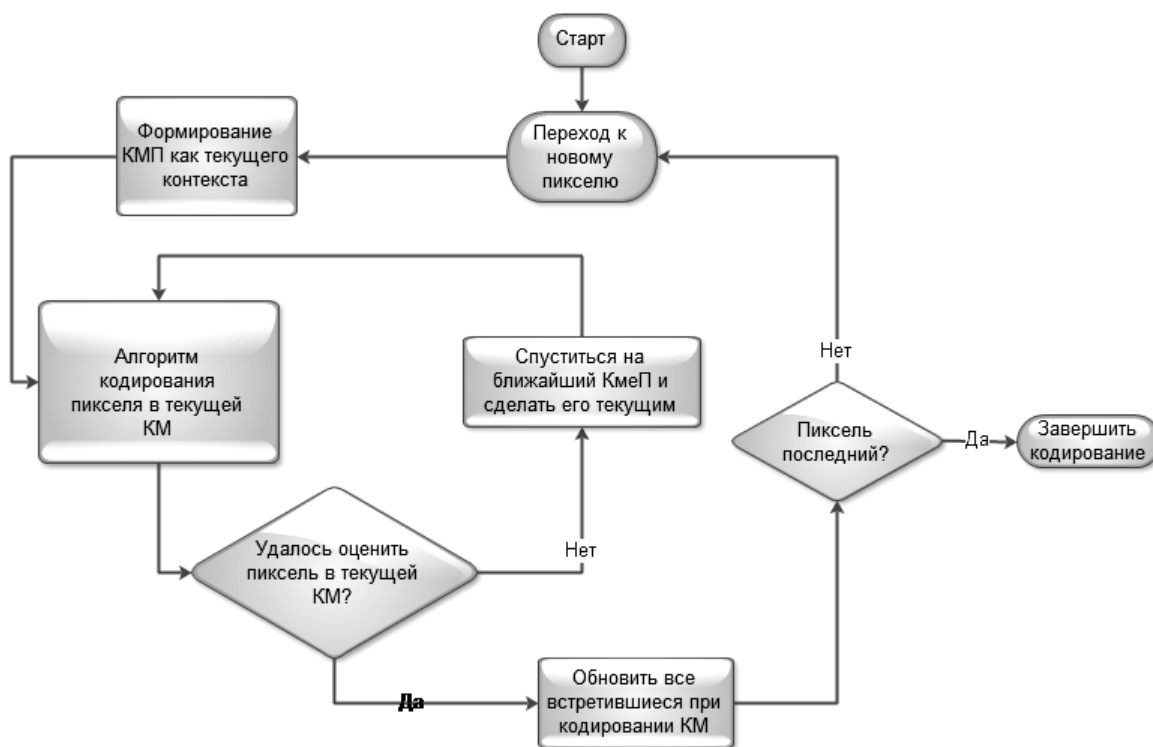 Старт
Переход к
новому
пикселю
Формирование
КМП как текущего
контекста
Алгоритм
кодирования
пикселя в текущей
КМ
Спуститься на
ближайший КмеП и
сделать его текущим
Нет
Пиксель
последний?
Да
Завершить
кодирование
Удалось оценить
пиксель в текущей
КМ?
Нет
Да
Обновить все
встретившиеся при
кодировании КМ